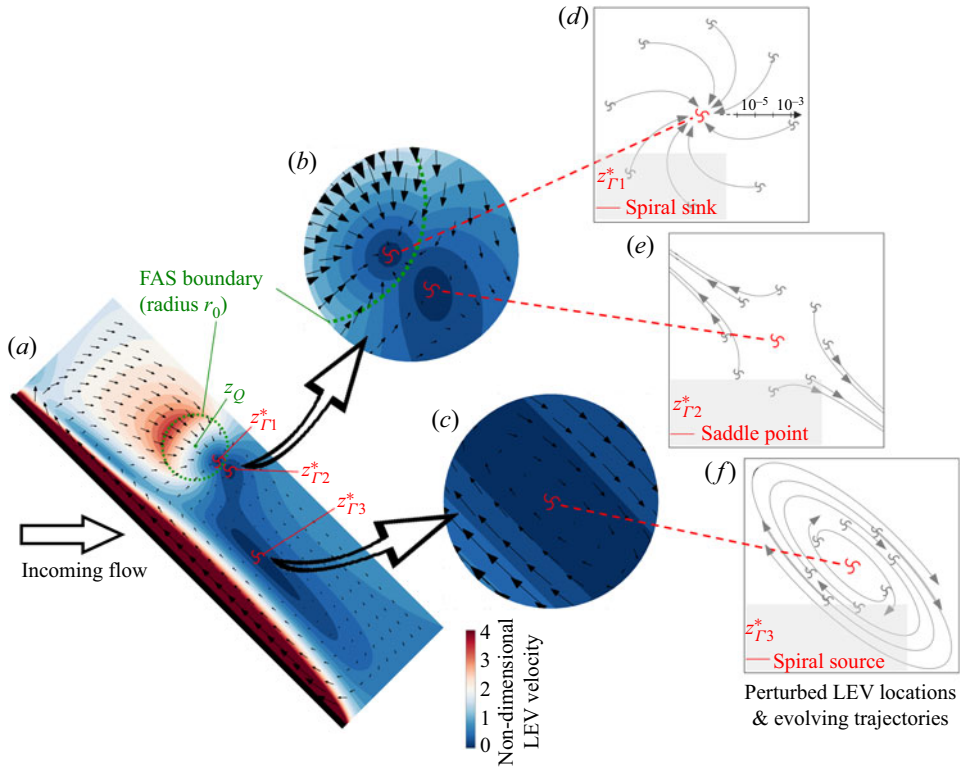 (d)
10⁻⁵ 10⁻³
z*Γ1
Spiral sink
(b)
(e)
FAS boundary
(radius r₀)
z*Γ2
Saddle point
(a)
z_Q
z*Γ1
z*Γ2
z*Γ3
(c)
(f)
Incoming flow
z*Γ3
Spiral source
4
3
2
1
0
Non-dimensional
LEV velocity
Perturbed LEV locations
& evolving trajectories